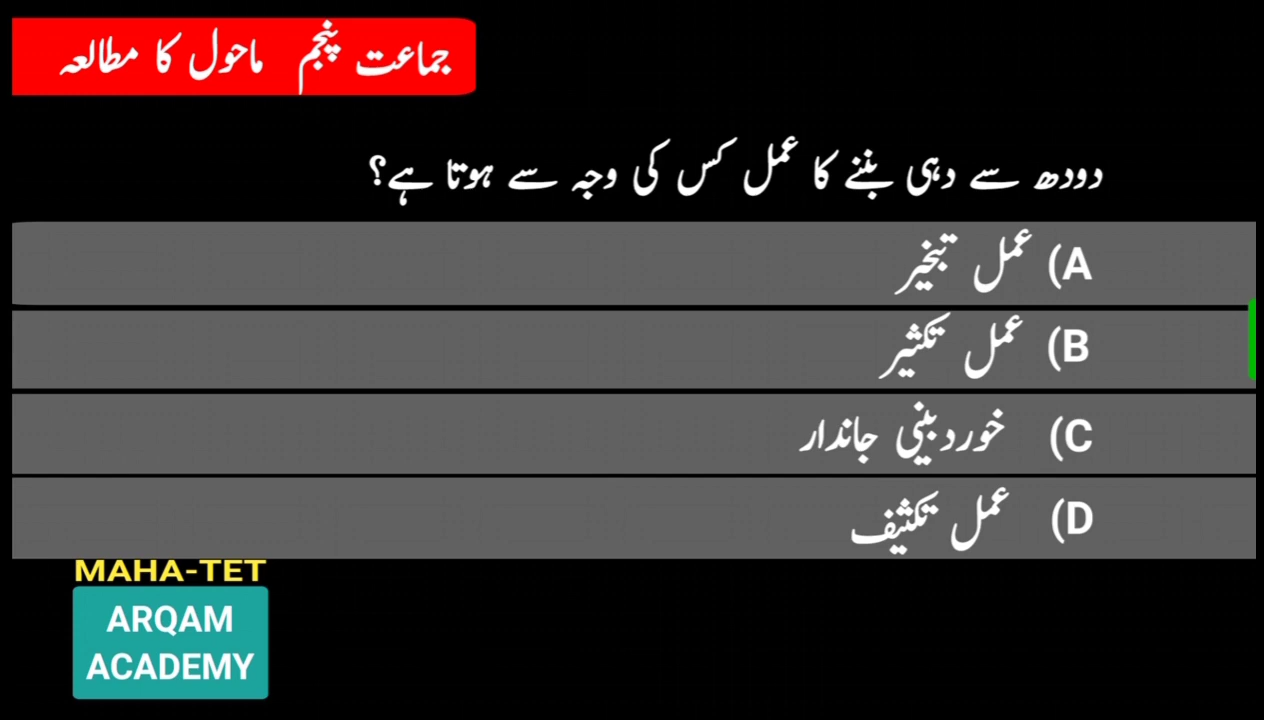 جماعت پنجم ماحول کا مطالعہ
دودھ سے دہی بننے کا عمل کس کی وجہ سے ہوتا ہے؟
A) عمل تبخیر
B) عمل تکثیر
C) خوردبینی جاندار
D) عمل تکثیف
MAHA-TET
ARQAM
ACADEMY